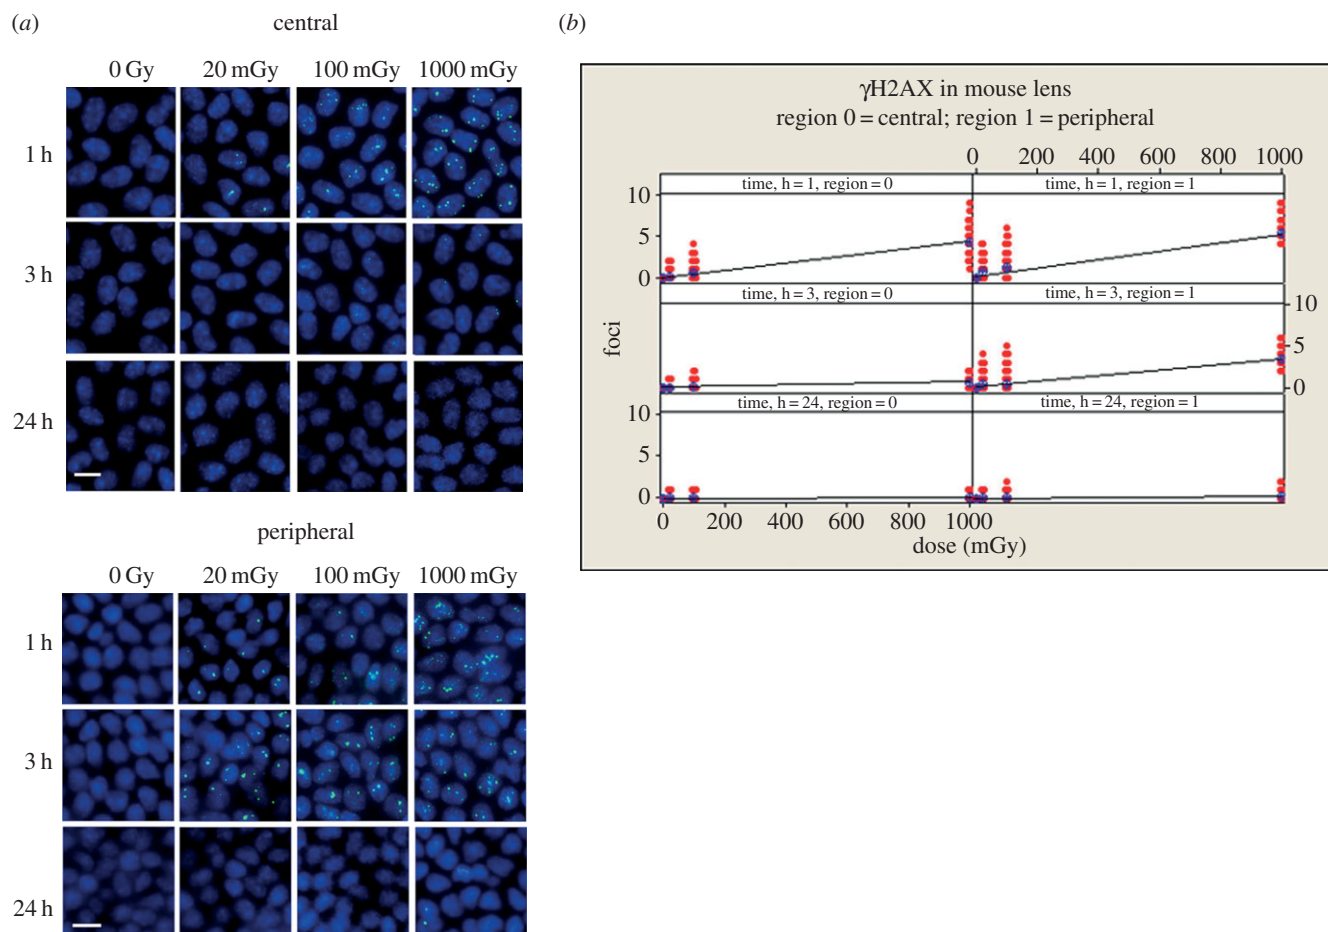 (a)
central
0 Gy 20 mGy 100 mGy 1000 mGy
1 h
3 h
24 h
peripheral
0 Gy 20 mGy 100 mGy 1000 mGy
1 h
3 h
24 h
(b)
γH2AX in mouse lens
region 0 = central; region 1 = peripheral
0 200 400 600 800 1000
time, h = 1, region = 0 time, h = 1, region = 1
10
5
0
time, h = 3, region = 0 time, h = 3, region = 1
10
5
0
foci
time, h = 24, region = 0 time, h = 24, region = 1
10
5
0
0 200 400 600 800 1000
dose (mGy)